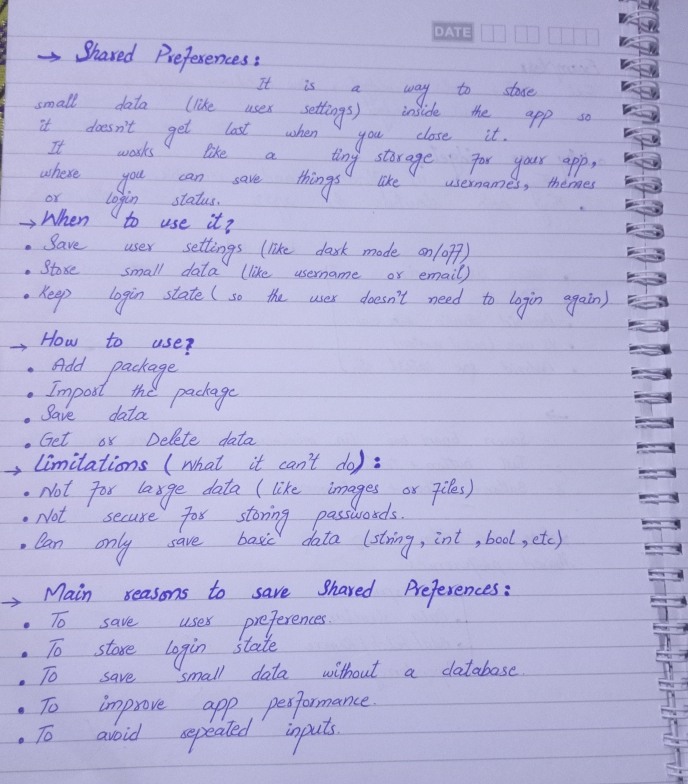 DATE
→ Shared Preferences:
It is a way to store
small data (like user settings) inside the app so
it doesn't get lost when you close it.
It works like a tiny storage for your app,
where you can save things like usernames, themes
or login status.
→ When to use it?
• Save user settings (like dark mode on/off)
• Store small data (like username or email)
• Keep login state ( so the user doesn't need to login again)
→ How to use?
• Add package
• Import the package
• Save data
• Get or Delete data
→ Limitations ( what it can't do) :
• Not for large data ( like images or files)
• Not secure for storing passwords.
• Can only save basic data (string, int , bool , etc)
→ Main reasons to save Shared Preferences:
• To save user preferences.
• To store login state
• To save small data without a database.
• To improve app performance.
• To avoid repeated inputs.